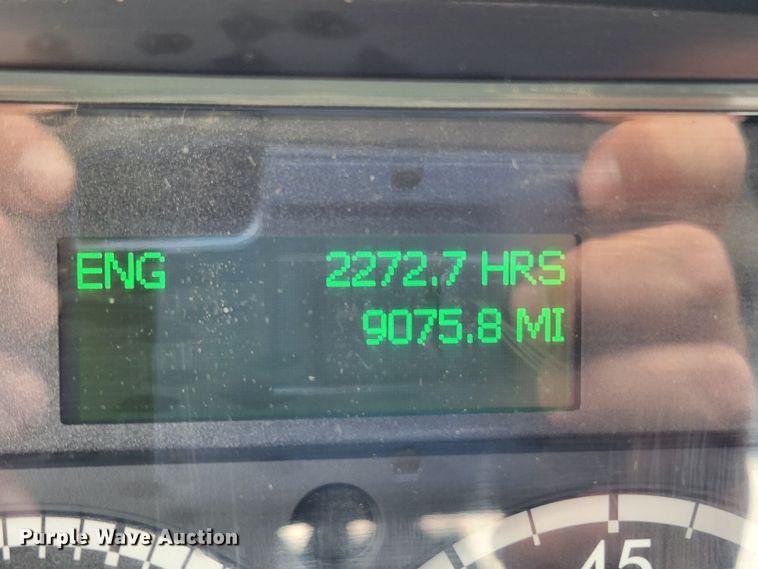 ENG 2272.7 HRS
9075.8 MI
45
Purple Wave Auction